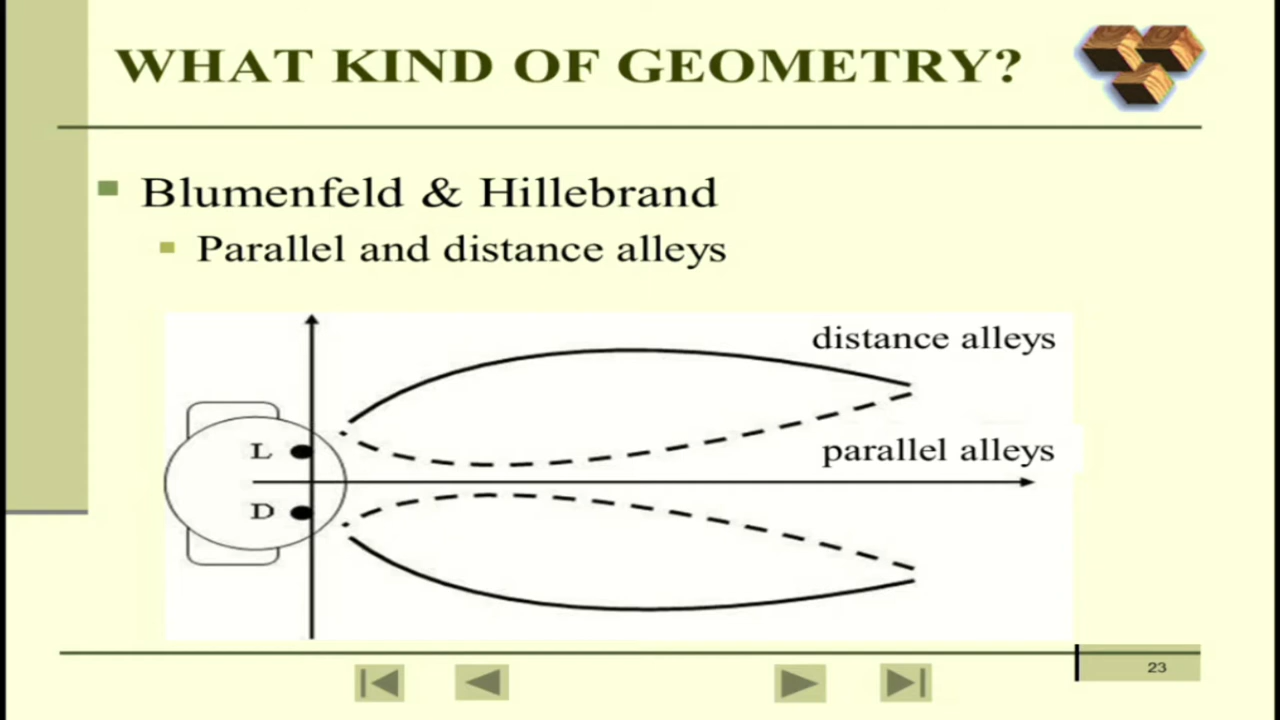 WHAT KIND OF GEOMETRY?
Blumenfeld & Hillebrand
Parallel and distance alleys
distance alleys
L
parallel alleys
D
23